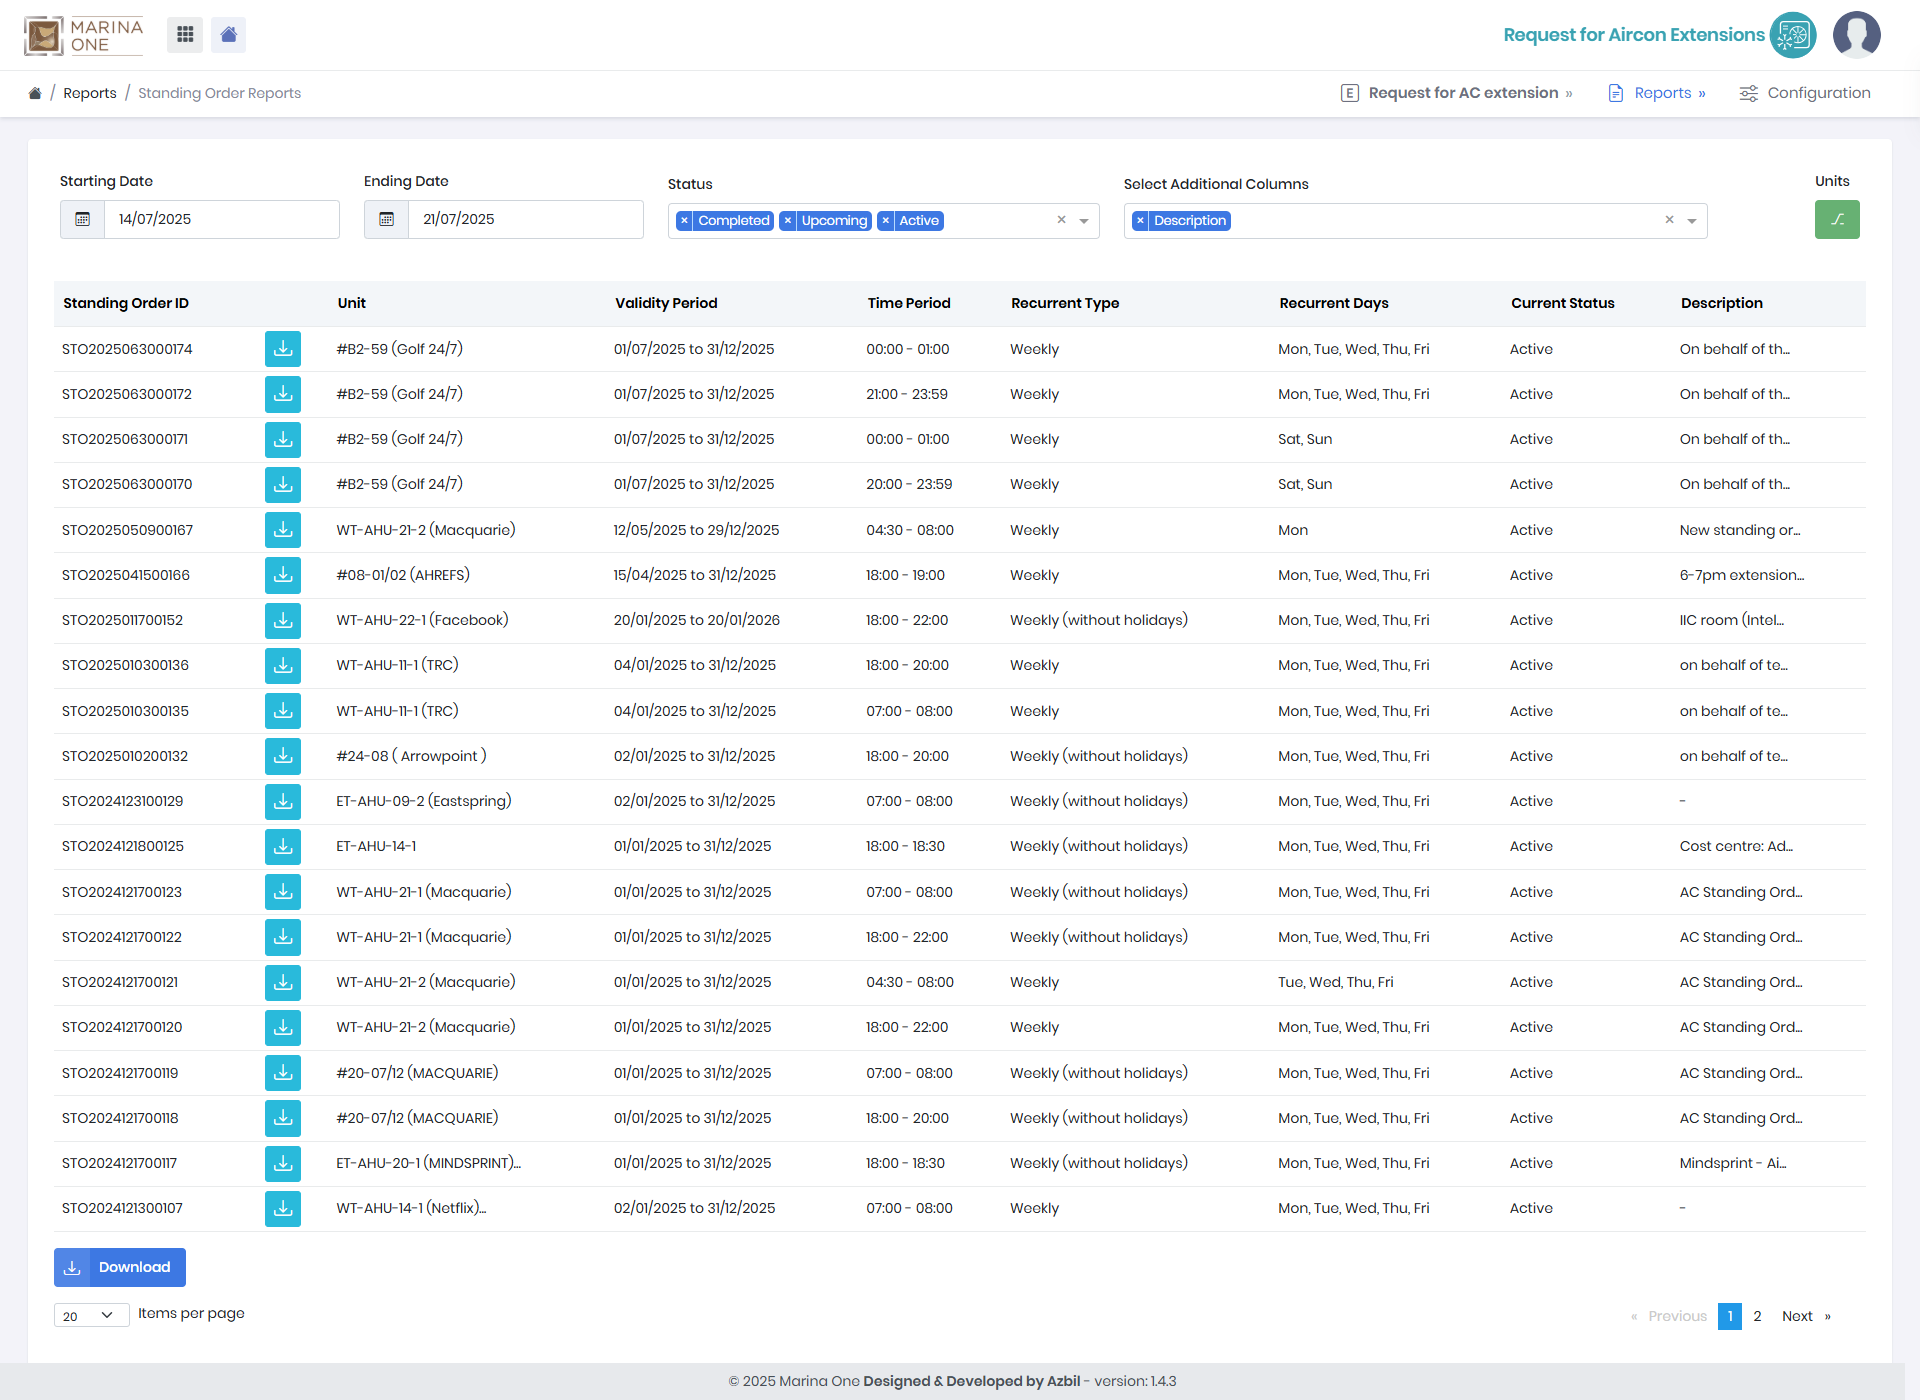 MARINA
ONE
Request for Aircon Extensions
/ Reports / Standing Order Reports
E Request for AC extension »
Reports »
Configuration
Starting Date
Ending Date
Status
Select Additional Columns
Units
14/07/2025
21/07/2025
× Completed × Upcoming × Active ×
× Description ×
Standing Order ID Unit Validity Period Time Period Recurrent Type Recurrent Days Current Status Description
STO2025063000174 #B2-59 (Golf 24/7) 01/07/2025 to 31/12/2025 00:00 - 01:00 Weekly Mon, Tue, Wed, Thu, Fri Active On behalf of th...
STO2025063000172 #B2-59 (Golf 24/7) 01/07/2025 to 31/12/2025 21:00 - 23:59 Weekly Mon, Tue, Wed, Thu, Fri Active On behalf of th...
STO2025063000171 #B2-59 (Golf 24/7) 01/07/2025 to 31/12/2025 00:00 - 01:00 Weekly Sat, Sun Active On behalf of th...
STO2025063000170 #B2-59 (Golf 24/7) 01/07/2025 to 31/12/2025 20:00 - 23:59 Weekly Sat, Sun Active On behalf of th...
STO2025050900167 WT-AHU-21-2 (Macquarie) 12/05/2025 to 29/12/2025 04:30 - 08:00 Weekly Mon Active New standing or...
STO2025041500166 #08-01/02 (AHREFS) 15/04/2025 to 31/12/2025 18:00 - 19:00 Weekly Mon, Tue, Wed, Thu, Fri Active 6-7pm extension...
STO2025011700152 WT-AHU-22-1 (Facebook) 20/01/2025 to 20/01/2026 18:00 - 22:00 Weekly (without holidays) Mon, Tue, Wed, Thu, Fri Active IIC room (Intel...
STO2025010300136 WT-AHU-11-1 (TRC) 04/01/2025 to 31/12/2025 18:00 - 20:00 Weekly Mon, Tue, Wed, Thu, Fri Active on behalf of te...
STO2025010300135 WT-AHU-11-1 (TRC) 04/01/2025 to 31/12/2025 07:00 - 08:00 Weekly Mon, Tue, Wed, Thu, Fri Active on behalf of te...
STO2025010200132 #24-08 ( Arrowpoint ) 02/01/2025 to 31/12/2025 18:00 - 20:00 Weekly (without holidays) Mon, Tue, Wed, Thu, Fri Active on behalf of te...
STO2024123100129 ET-AHU-09-2 (Eastspring) 02/01/2025 to 31/12/2025 07:00 - 08:00 Weekly (without holidays) Mon, Tue, Wed, Thu, Fri Active -
STO2024121800125 ET-AHU-14-1 01/01/2025 to 31/12/2025 18:00 - 18:30 Weekly (without holidays) Mon, Tue, Wed, Thu, Fri Active Cost centre: Ad...
STO2024121700123 WT-AHU-21-1 (Macquarie) 01/01/2025 to 31/12/2025 07:00 - 08:00 Weekly (without holidays) Mon, Tue, Wed, Thu, Fri Active AC Standing Ord...
STO2024121700122 WT-AHU-21-1 (Macquarie) 01/01/2025 to 31/12/2025 18:00 - 22:00 Weekly (without holidays) Mon, Tue, Wed, Thu, Fri Active AC Standing Ord...
STO2024121700121 WT-AHU-21-2 (Macquarie) 01/01/2025 to 31/12/2025 04:30 - 08:00 Weekly Tue, Wed, Thu, Fri Active AC Standing Ord...
STO2024121700120 WT-AHU-21-2 (Macquarie) 01/01/2025 to 31/12/2025 18:00 - 22:00 Weekly Mon, Tue, Wed, Thu, Fri Active AC Standing Ord...
STO2024121700119 #20-07/12 (MACQUARIE) 01/01/2025 to 31/12/2025 07:00 - 08:00 Weekly (without holidays) Mon, Tue, Wed, Thu, Fri Active AC Standing Ord...
STO2024121700118 #20-07/12 (MACQUARIE) 01/01/2025 to 31/12/2025 18:00 - 20:00 Weekly (without holidays) Mon, Tue, Wed, Thu, Fri Active AC Standing Ord...
STO2024121700117 ET-AHU-20-1 (MINDSPRINT)... 01/01/2025 to 31/12/2025 18:00 - 18:30 Weekly (without holidays) Mon, Tue, Wed, Thu, Fri Active Mindsprint - Ai...
STO2024121300107 WT-AHU-14-1 (Netflix)... 02/01/2025 to 31/12/2025 07:00 - 08:00 Weekly Mon, Tue, Wed, Thu, Fri Active -
Download
20 Items per page
« Previous 1 2 Next »
© 2025 Marina One Designed & Developed by Azbil - version: 1.4.3